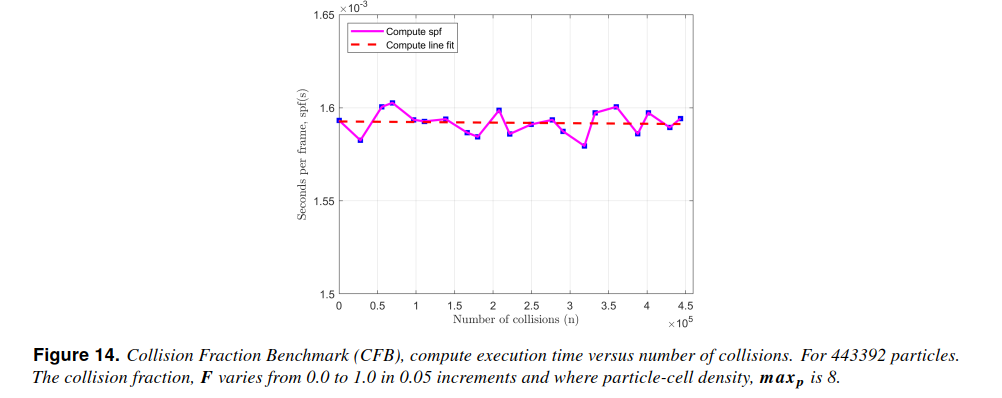 ×10⁻³
1.65
Compute spf
Compute line fit
1.6
Seconds per frame, spf(s)
1.55
1.5
0 0.5 1 1.5 2 2.5 3 3.5 4 4.5
Number of collisions (n)
×10⁵
Figure 14. Collision Fraction Benchmark (CFB), compute execution time versus number of collisions. For 443392 particles.
The collision fraction, F varies from 0.0 to 1.0 in 0.05 increments and where particle-cell density, maxₚ is 8.